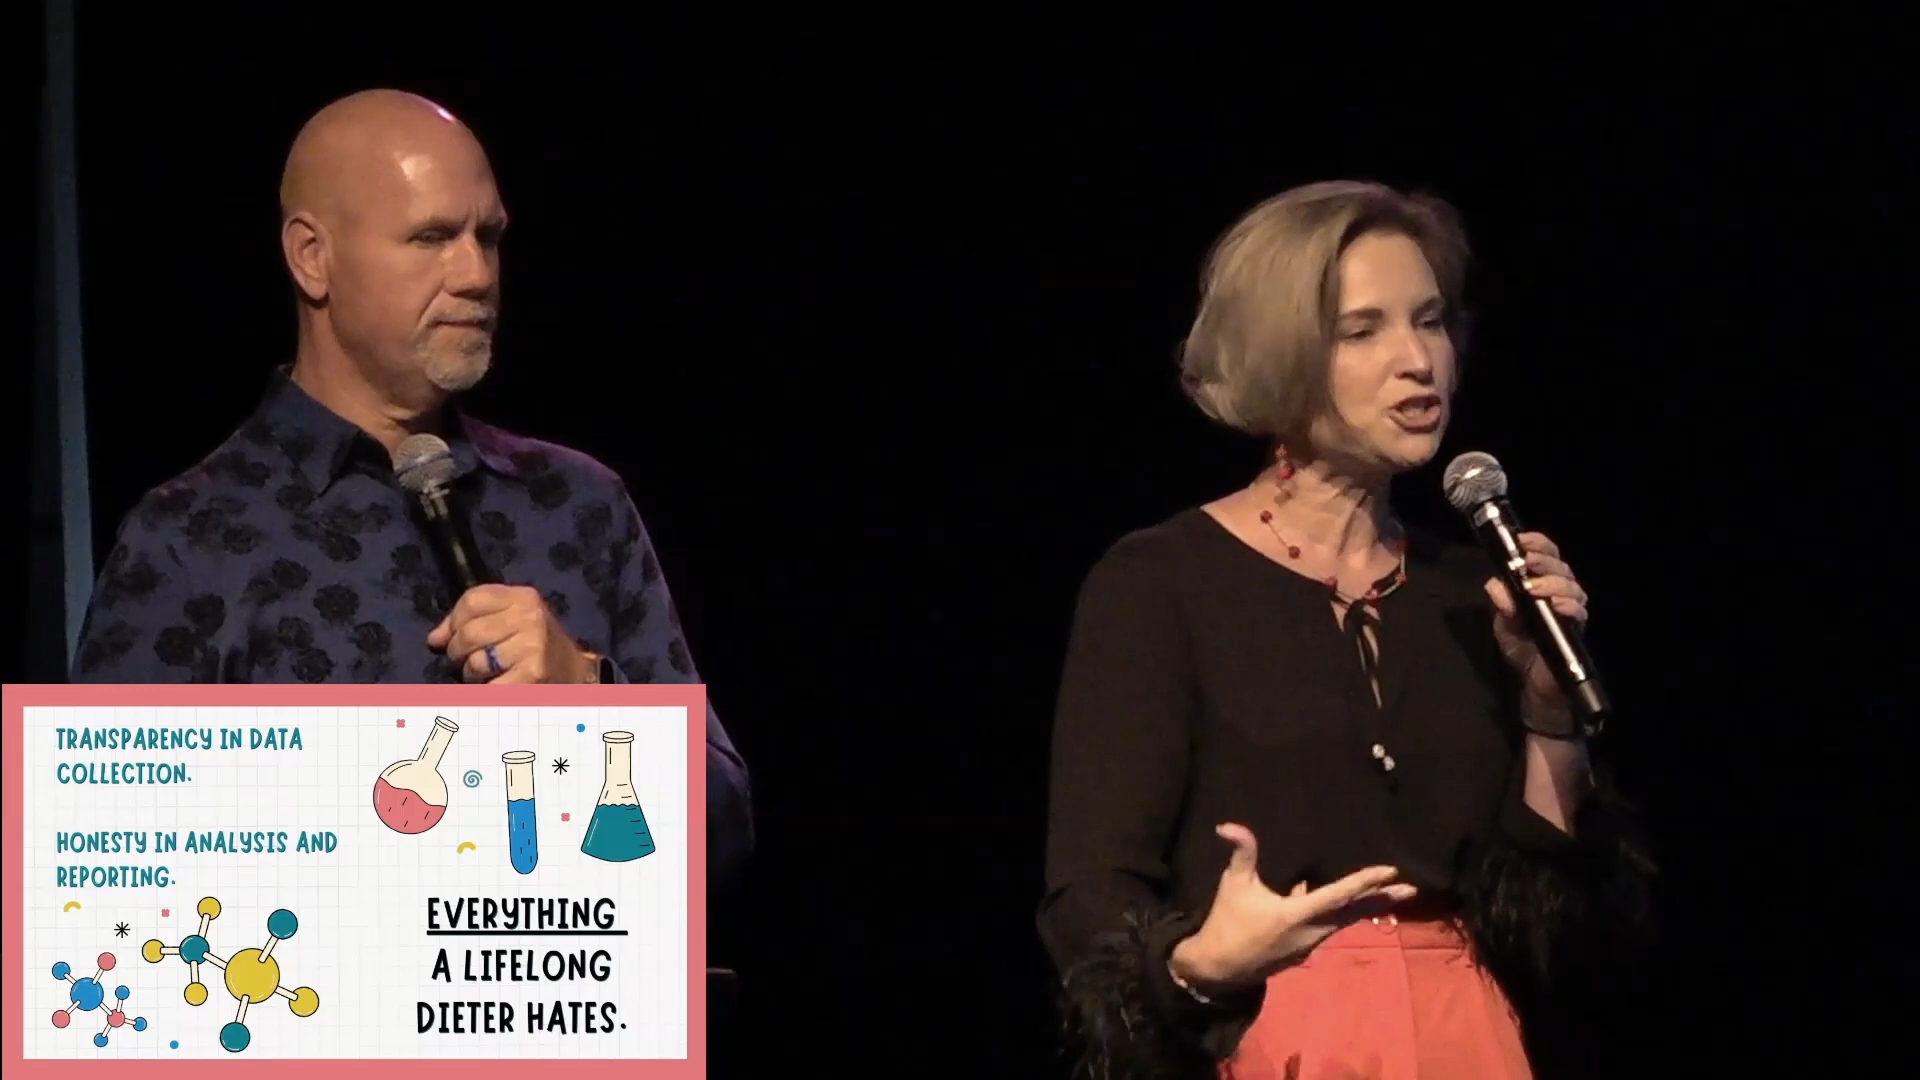 TRANSPARENCY IN DATA
COLLECTION.
HONESTY IN ANALYSIS AND
REPORTING.
EVERYTHING
A LIFELONG
DIETER HATES.